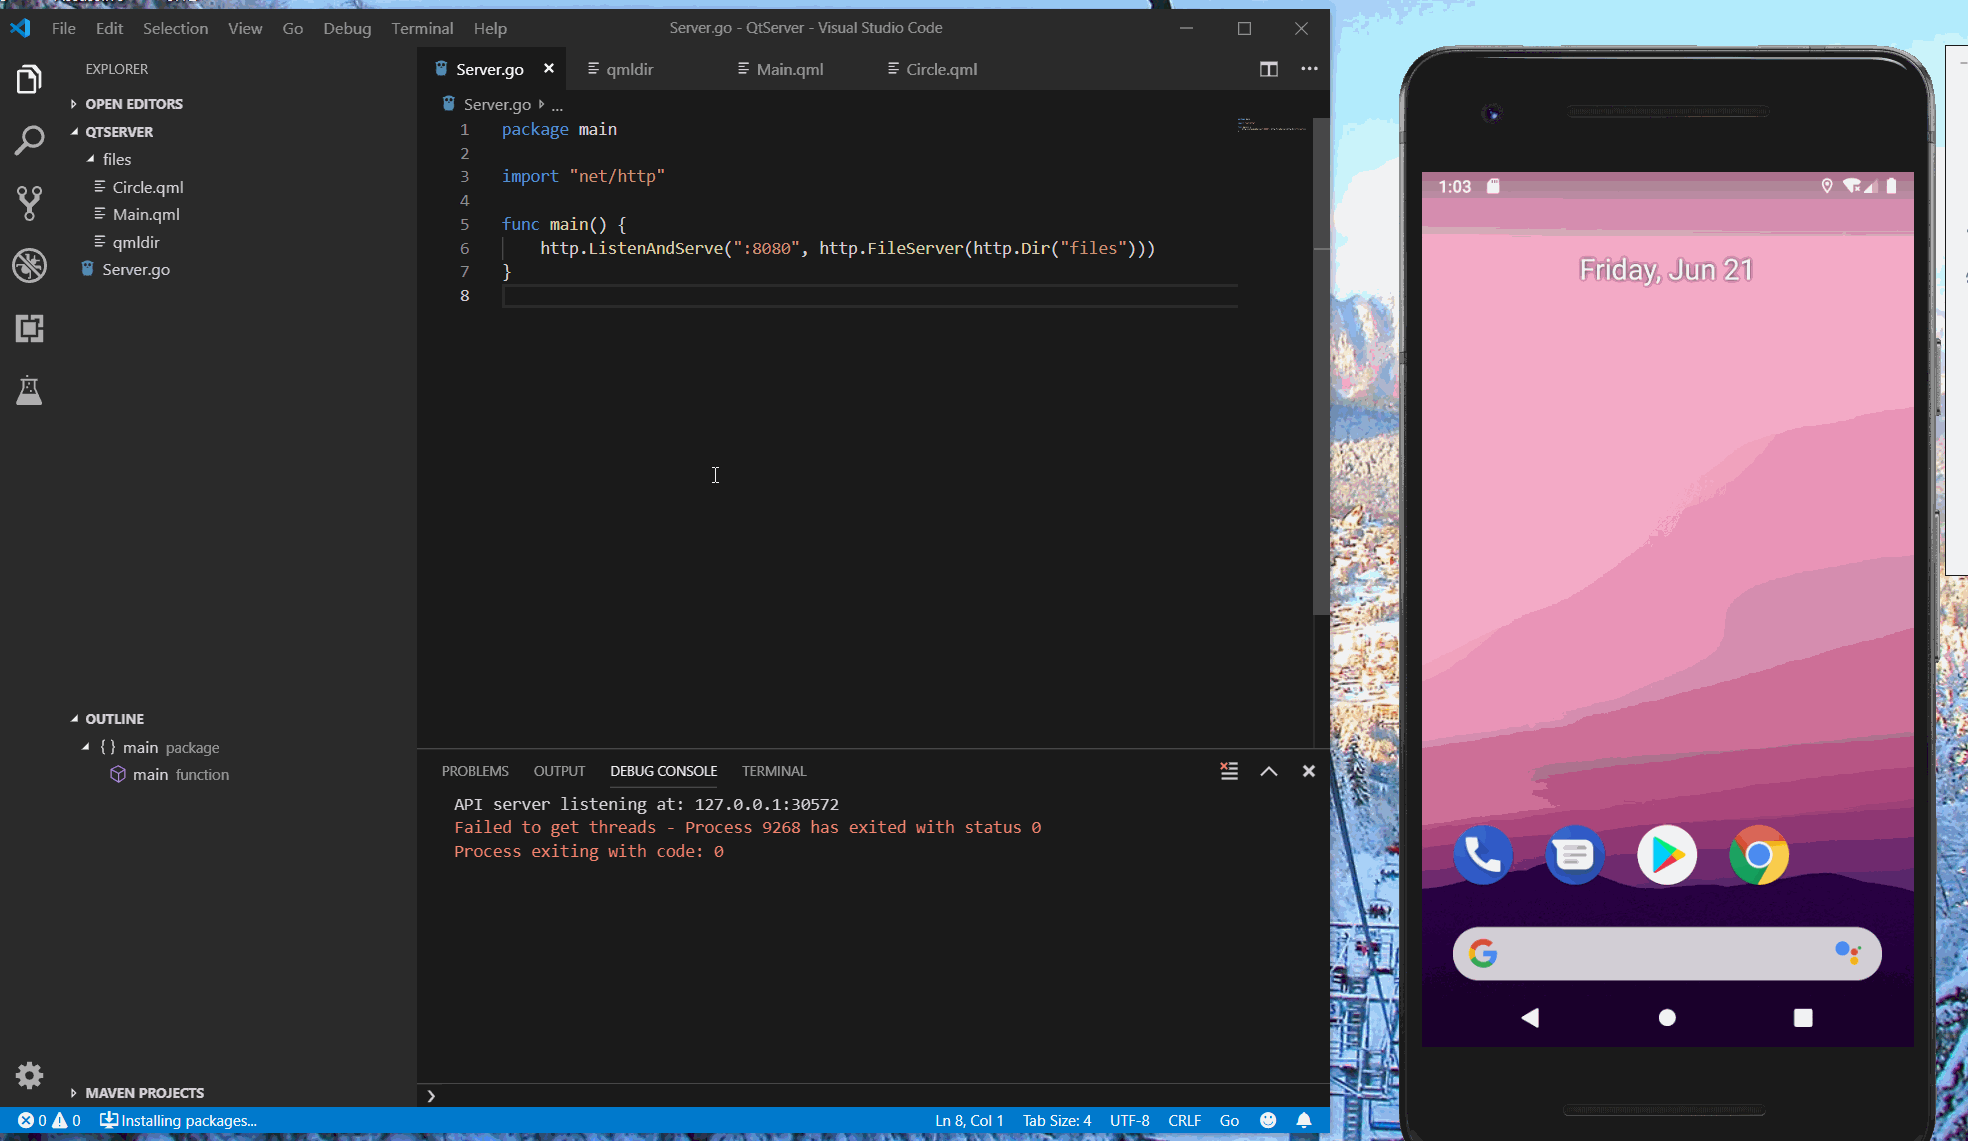 File Edit Selection View Go Debug Terminal Help
Server.go - QtServer - Visual Studio Code
EXPLORER
OPEN EDITORS
QTSERVER
files
Circle.qml
Main.qml
qmldir
Server.go
OUTLINE
{ } main package
main function
MAVEN PROJECTS
Server.go qmldir Main.qml Circle.qml
Server.go ...
1 package main
2
3 import "net/http"
4
5 func main() {
6 http.ListenAndServe(":8080", http.FileServer(http.Dir("files")))
7 }
8
PROBLEMS OUTPUT DEBUG CONSOLE TERMINAL
API server listening at: 127.0.0.1:30572
Failed to get threads - Process 9268 has exited with status 0
Process exiting with code: 0
0 0 Installing packages... Ln 8, Col 1 Tab Size: 4 UTF-8 CRLF Go
1:03
Friday, Jun 21